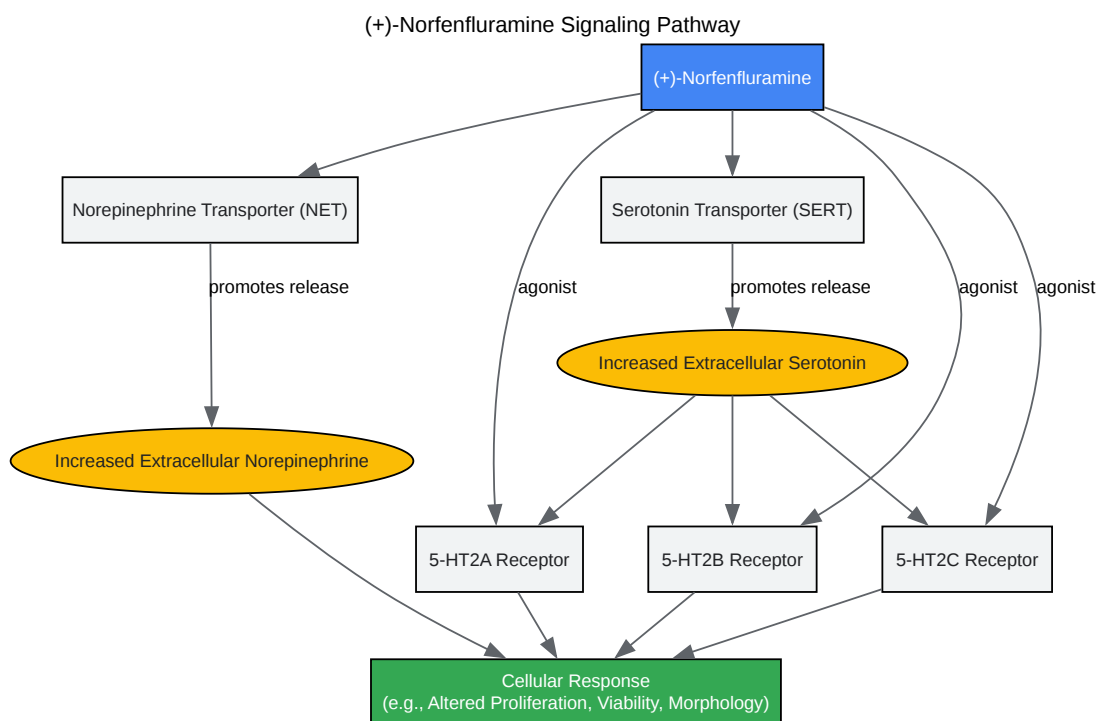 (+)-Norfenfluramine Signaling Pathway
(+)-Norfenfluramine
Norepinephrine Transporter (NET)
Serotonin Transporter (SERT)
promotes release
agonist
promotes release
agonist
agonist
Increased Extracellular Serotonin
Increased Extracellular Norepinephrine
5-HT2A Receptor
5-HT2B Receptor
5-HT2C Receptor
Cellular Response
(e.g., Altered Proliferation, Viability, Morphology)